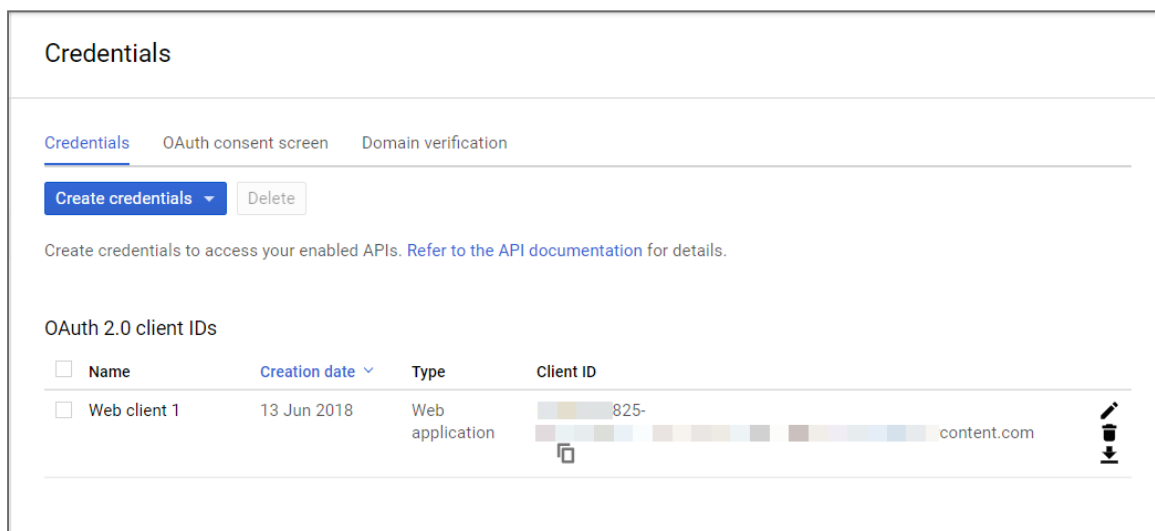 Credentials
Credentials OAuth consent screen Domain verification
Create credentials Delete
Create credentials to access your enabled APIs. Refer to the API documentation for details.
OAuth 2.0 client IDs
Name Creation date Type Client ID
Web client 1 13 Jun 2018 Web 825-
application content.com